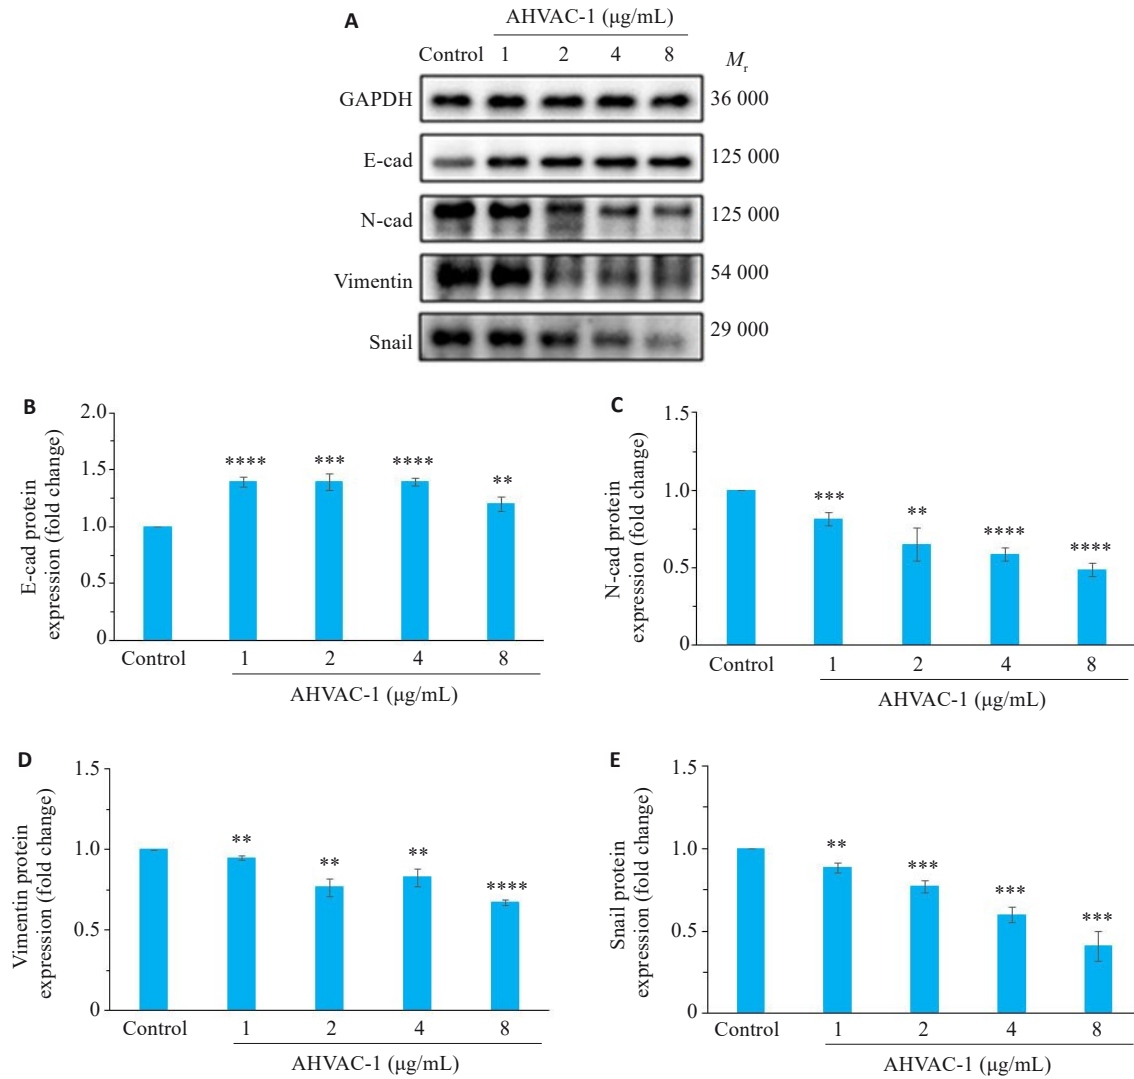 A
AHVAC-1 (μg/mL)
Control 1 2 4 8
Mr
GAPDH 36 000
E-cad 125 000
N-cad 125 000
Vimentin 54 000
Snail 29 000
B
E-cad protein
expression (fold change)
2.0
1.5
1.0
0.5
0
**** *** **** **
Control 1 2 4 8
AHVAC-1 (μg/mL)
C
N-cad protein
expression (fold change)
1.5
1.0
0.5
0
*** ** **** ****
Control 1 2 4 8
AHVAC-1 (μg/mL)
D
Vimentin protein
expression (fold change)
1.5
1.0
0.5
0
** ** ** ****
Control 1 2 4 8
AHVAC-1 (μg/mL)
E
Snail protein
expression (fold change)
1.5
1.0
0.5
0
** *** *** ***
Control 1 2 4 8
AHVAC-1 (μg/mL)